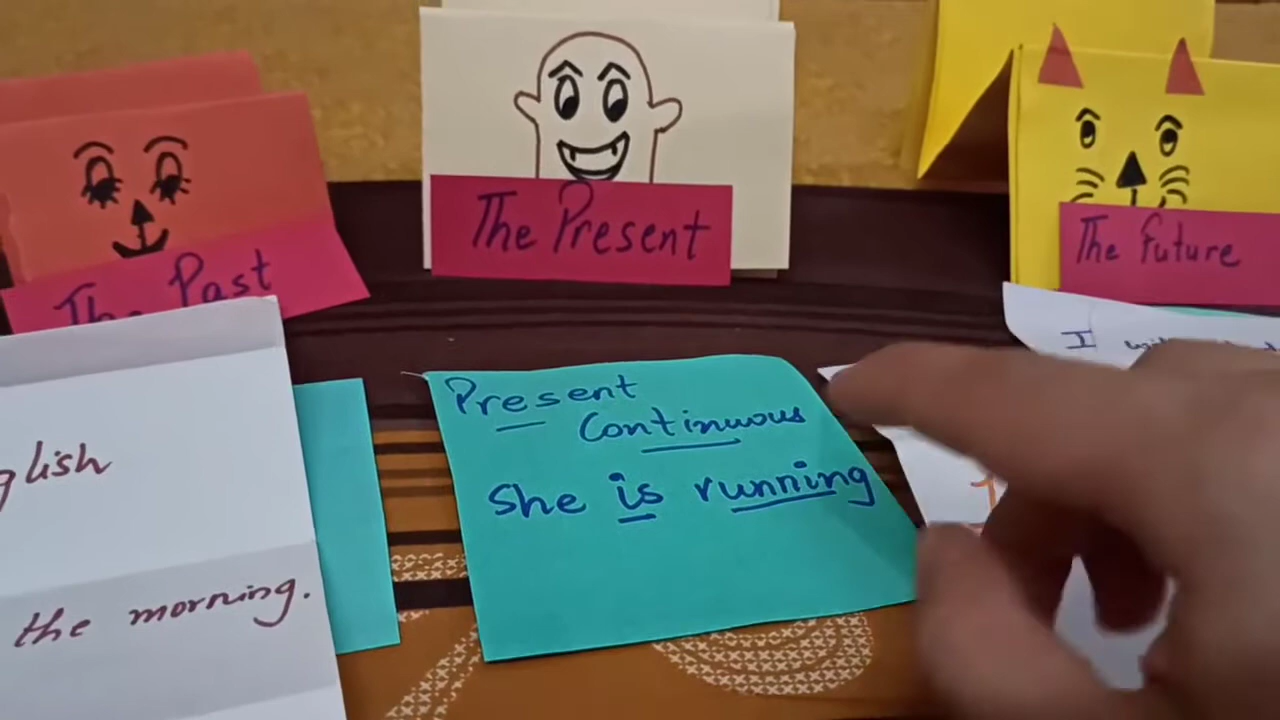 The Past
The Present
The Future
Present
Continuous
She is running
glish
the morning.
I